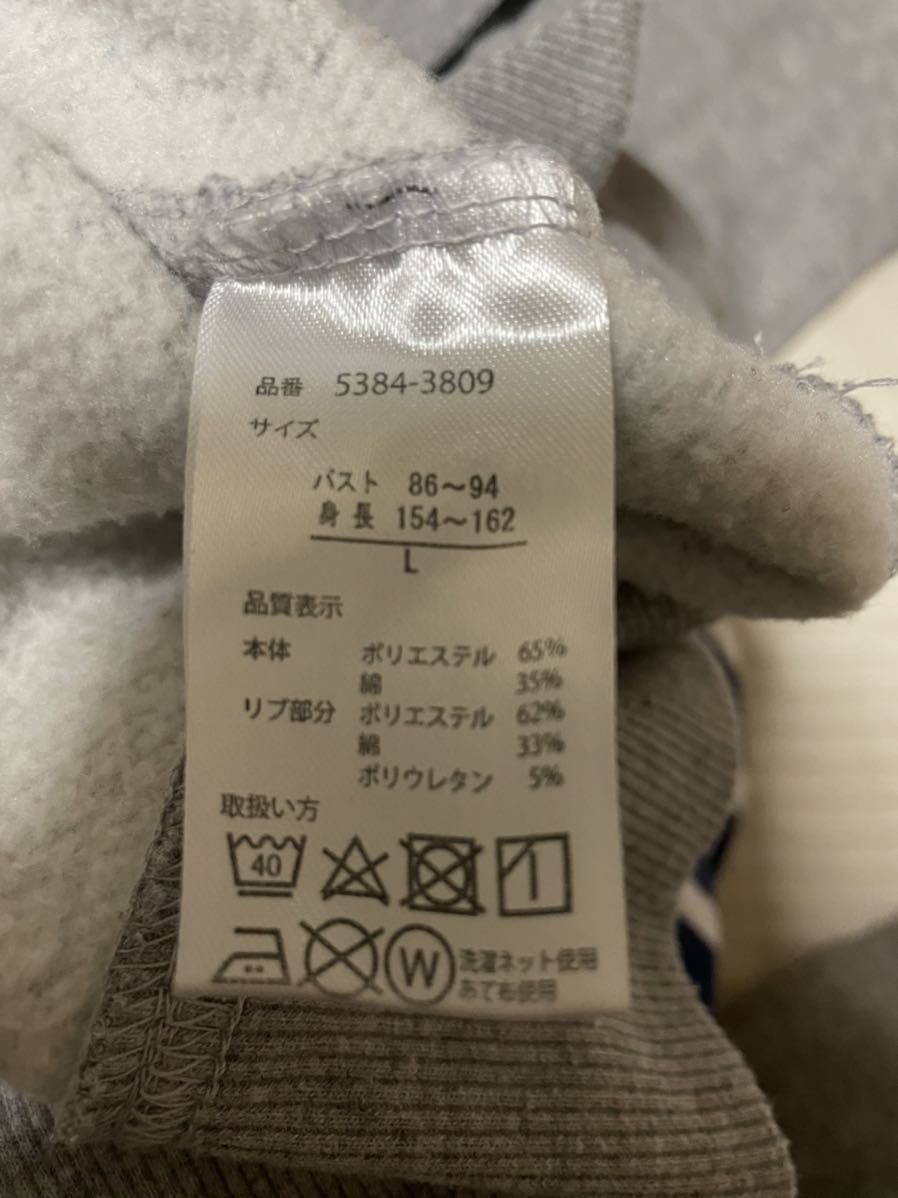 品番 5384-3809
サイズ
バスト 86～94
身長 154～162
L
品質表示
本体 ポリエステル 65%
綿 35%
リブ部分 ポリエステル 62%
綿 33%
ポリウレタン 5%
取扱い方
40
W 洗濯ネット使用
あて布使用